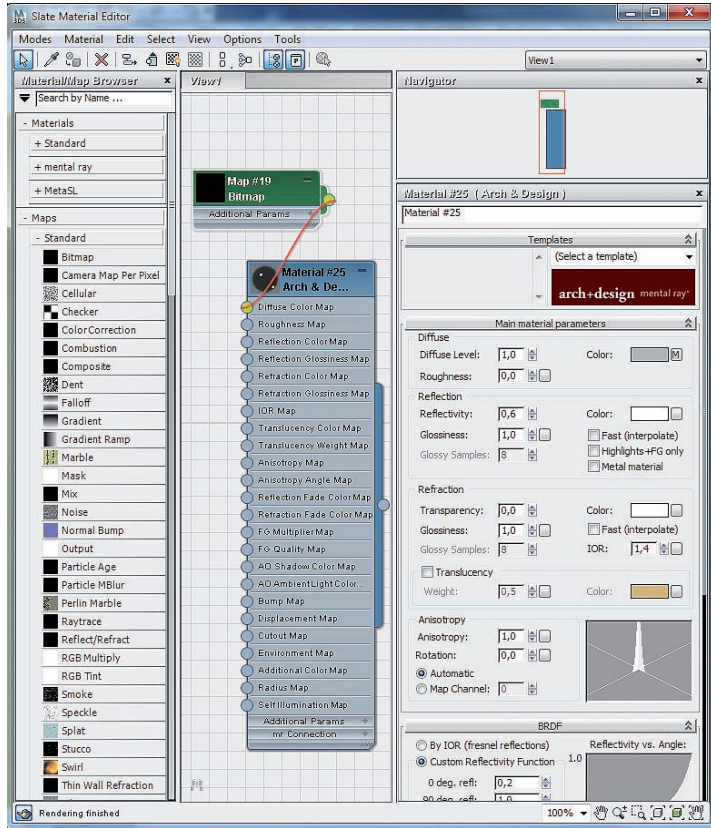 Slate Material Editor
Modes Material Edit Select View Options Tools
View1
Material/Map Browser
Search by Name ...
- Materials
+ Standard
+ mental ray
+ MetaSL
- Maps
- Standard
Bitmap
Camera Map Per Pixel
Cellular
Checker
ColorCorrection
Combustion
Composite
Dent
Falloff
Gradient
Gradient Ramp
Marble
Mask
Mix
Noise
Normal Bump
Output
Particle Age
Particle MBlur
Perlin Marble
Raytrace
Reflect/Refract
RGB Multiply
RGB Tint
Smoke
Speckle
Splat
Stucco
Swirl
Thin Wall Refraction
View1
Map #19
Bitmap
Additional Params +
Material #25
Arch & De...
Diffuse Color Map
Roughness Map
Reflection Color Map
Reflection Glossiness Map
Refraction Color Map
Refraction Glossiness Map
IOR Map
Translucency Color Map
Translucency Weight Map
Anisotropy Map
Anisotropy Angle Map
Reflection Fade Color Map
Refraction Fade Color Map
FG Multiplier Map
FG Quality Map
AO Shadow Color Map
AO AmbientLight Color...
Bump Map
Displacement Map
Cutout Map
Environment Map
Additional Color Map
Radius Map
Self Illumination Map
Additional Params +
mr Connection +
Navigator
Material #25 ( Arch & Design )
Material #25
Templates
(Select a template)
arch+design mental ray
Main material parameters
Diffuse
Diffuse Level: 1,0 Color: M
Roughness: 0,0
Reflection
Reflectivity: 0,6 Color:
Glossiness: 1,0 Fast (interpolate)
Highlights+FG only
Glossy Samples: 8
Metal material
Refraction
Transparency: 0,0 Color:
Glossiness: 1,0 Fast (interpolate)
Glossy Samples: 8 IOR: 1,4
Translucency
Weight: 0,5 Color:
Anisotropy
Anisotropy: 1,0
Rotation: 0,0
Automatic
Map Channel: 0
BRDF
By IOR (fresnel reflections) Reflectivity vs. Angle:
Custom Reflectivity Function 1.0
0 deg. refl: 0,2
90 deg. refl: 1,0
Rendering finished
100%